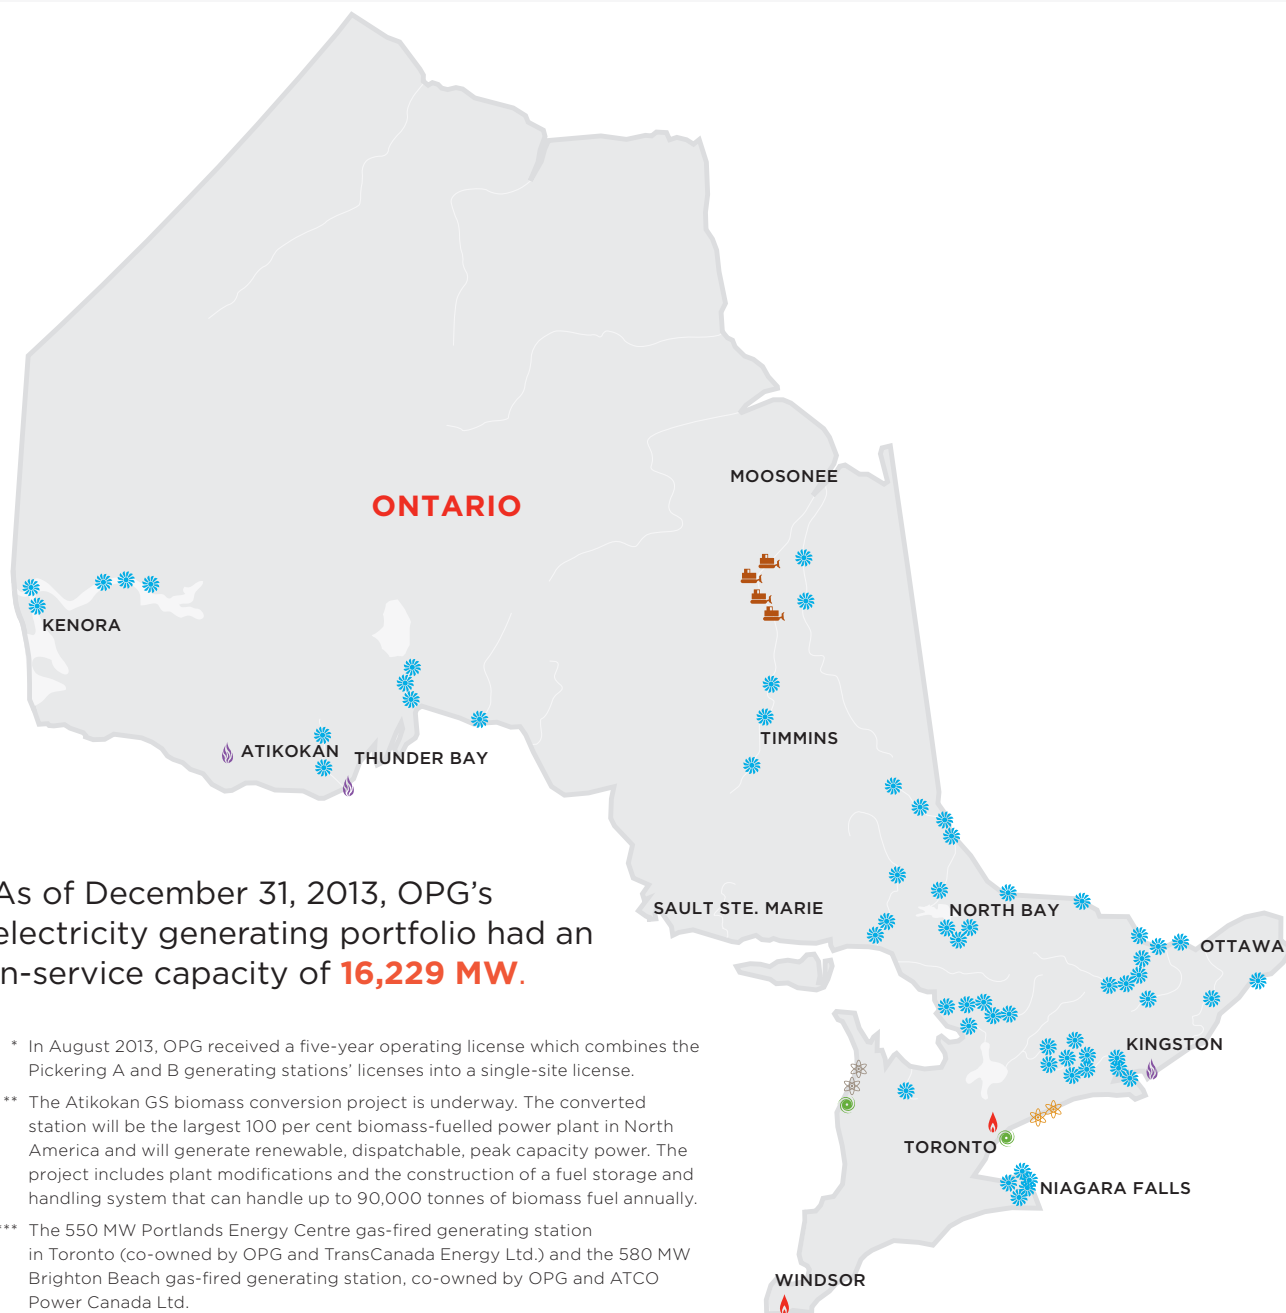 MOOSONEE
ONTARIO
KENORA
ATIKOKAN
THUNDER BAY
TIMMINS
SAULT STE. MARIE
NORTH BAY
OTTAWA
KINGSTON
TORONTO
NIAGARA FALLS
WINDSOR
As of December 31, 2013, OPG’s
electricity generating portfolio had an
in-service capacity of 16,229 MW.
* In August 2013, OPG received a five-year operating license which combines the
Pickering A and B generating stations’ licenses into a single-site license.
** The Atikokan GS biomass conversion project is underway. The converted
station will be the largest 100 per cent biomass-fuelled power plant in North
America and will generate renewable, dispatchable, peak capacity power. The
project includes plant modifications and the construction of a fuel storage and
handling system that can handle up to 90,000 tonnes of biomass fuel annually.
*** The 550 MW Portlands Energy Centre gas-fired generating station
in Toronto (co-owned by OPG and TransCanada Energy Ltd.) and the 580 MW
Brighton Beach gas-fired generating station, co-owned by OPG and ATCO
Power Canada Ltd.